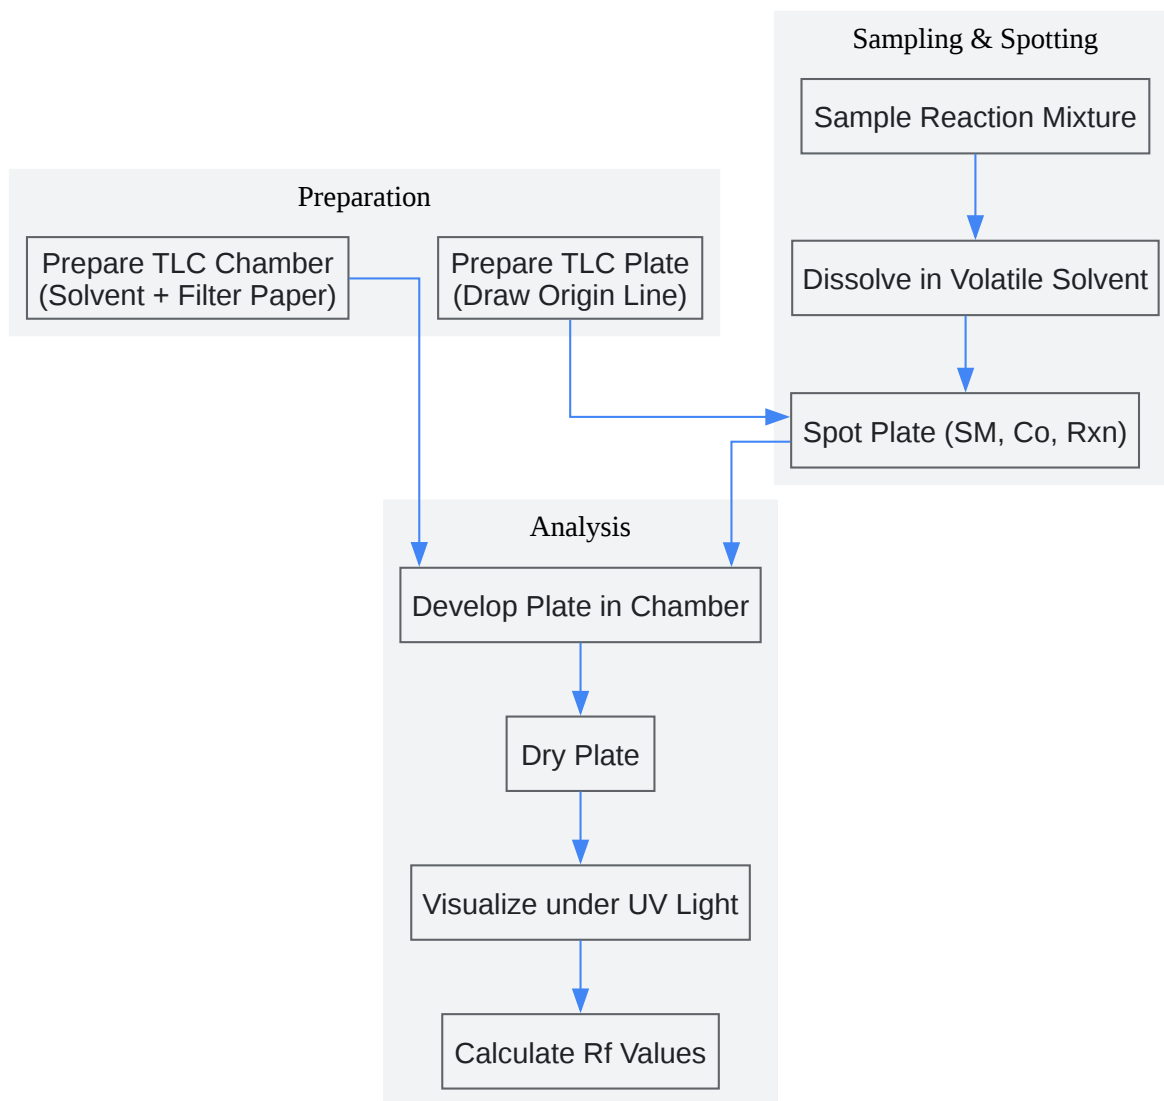 Sampling & Spotting
Sample Reaction Mixture
Preparation
Prepare TLC Chamber
(Solvent + Filter Paper)
Prepare TLC Plate
(Draw Origin Line)
Dissolve in Volatile Solvent
Spot Plate (SM, Co, Rxn)
Analysis
Develop Plate in Chamber
Dry Plate
Visualize under UV Light
Calculate Rf Values